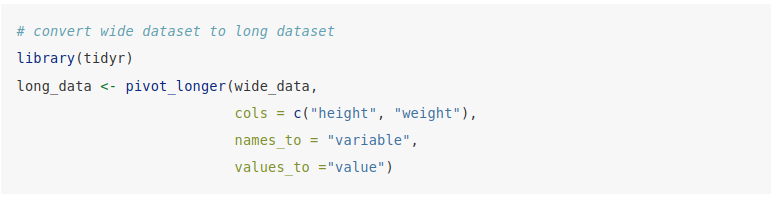 # convert wide dataset to long dataset
library(tidyr)
long_data <- pivot_longer(wide_data,
                          cols = c("height", "weight"),
                          names_to = "variable",
                          values_to ="value")